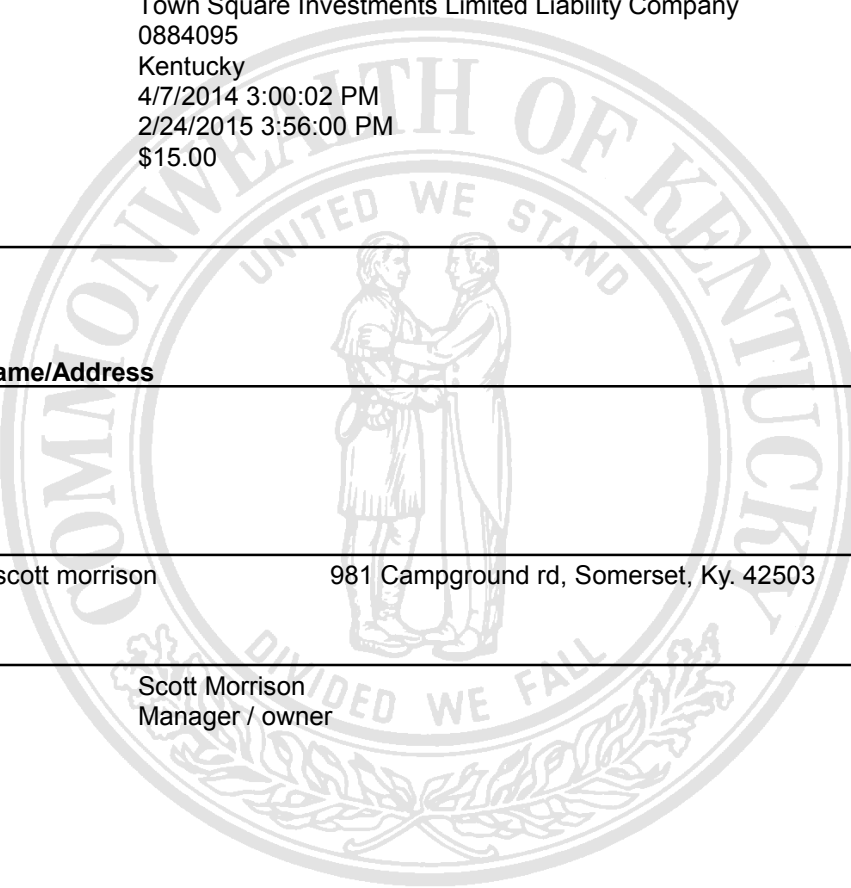 Town Square Investments Limited Liability Company
0884095
Kentucky
4/7/2014 3:00:02 PM
2/24/2015 3:56:00 PM
$15.00
COMMONWEALTH OF KENTUCKY
UNITED WE STAND
ame/Address
scott morrison 981 Campground rd, Somerset, Ky. 42503
DIVIDED WE FALL
Scott Morrison
Manager / owner